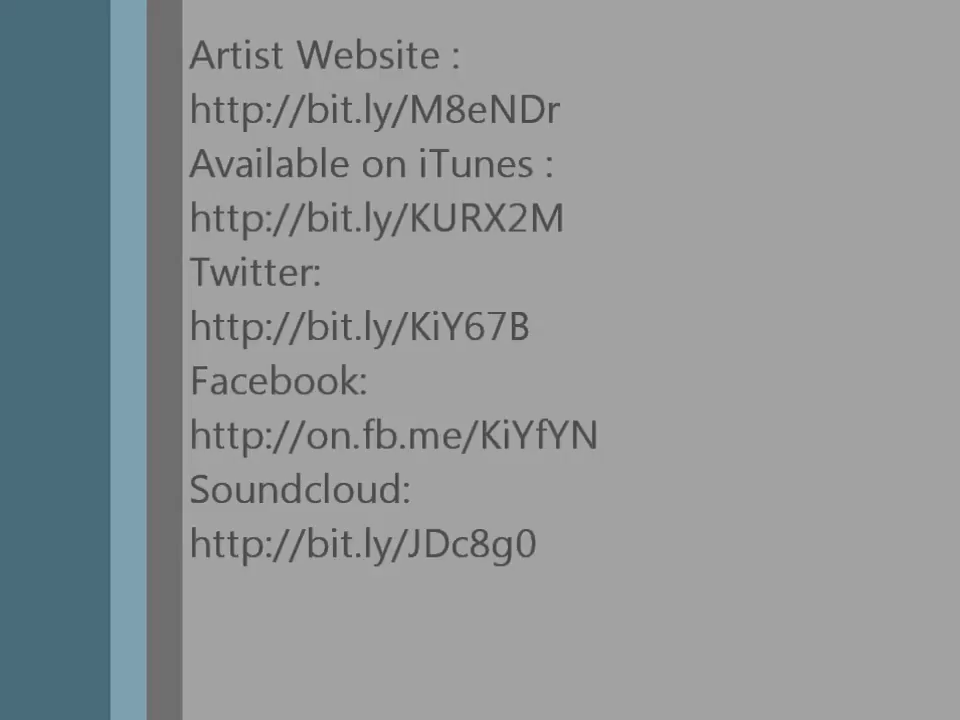 Artist Website :
http://bit.ly/M8eNDr
Available on iTunes :
http://bit.ly/KURX2M
Twitter:
http://bit.ly/KiY67B
Facebook:
http://on.fb.me/KiYfYN
Soundcloud:
http://bit.ly/JDc8g0